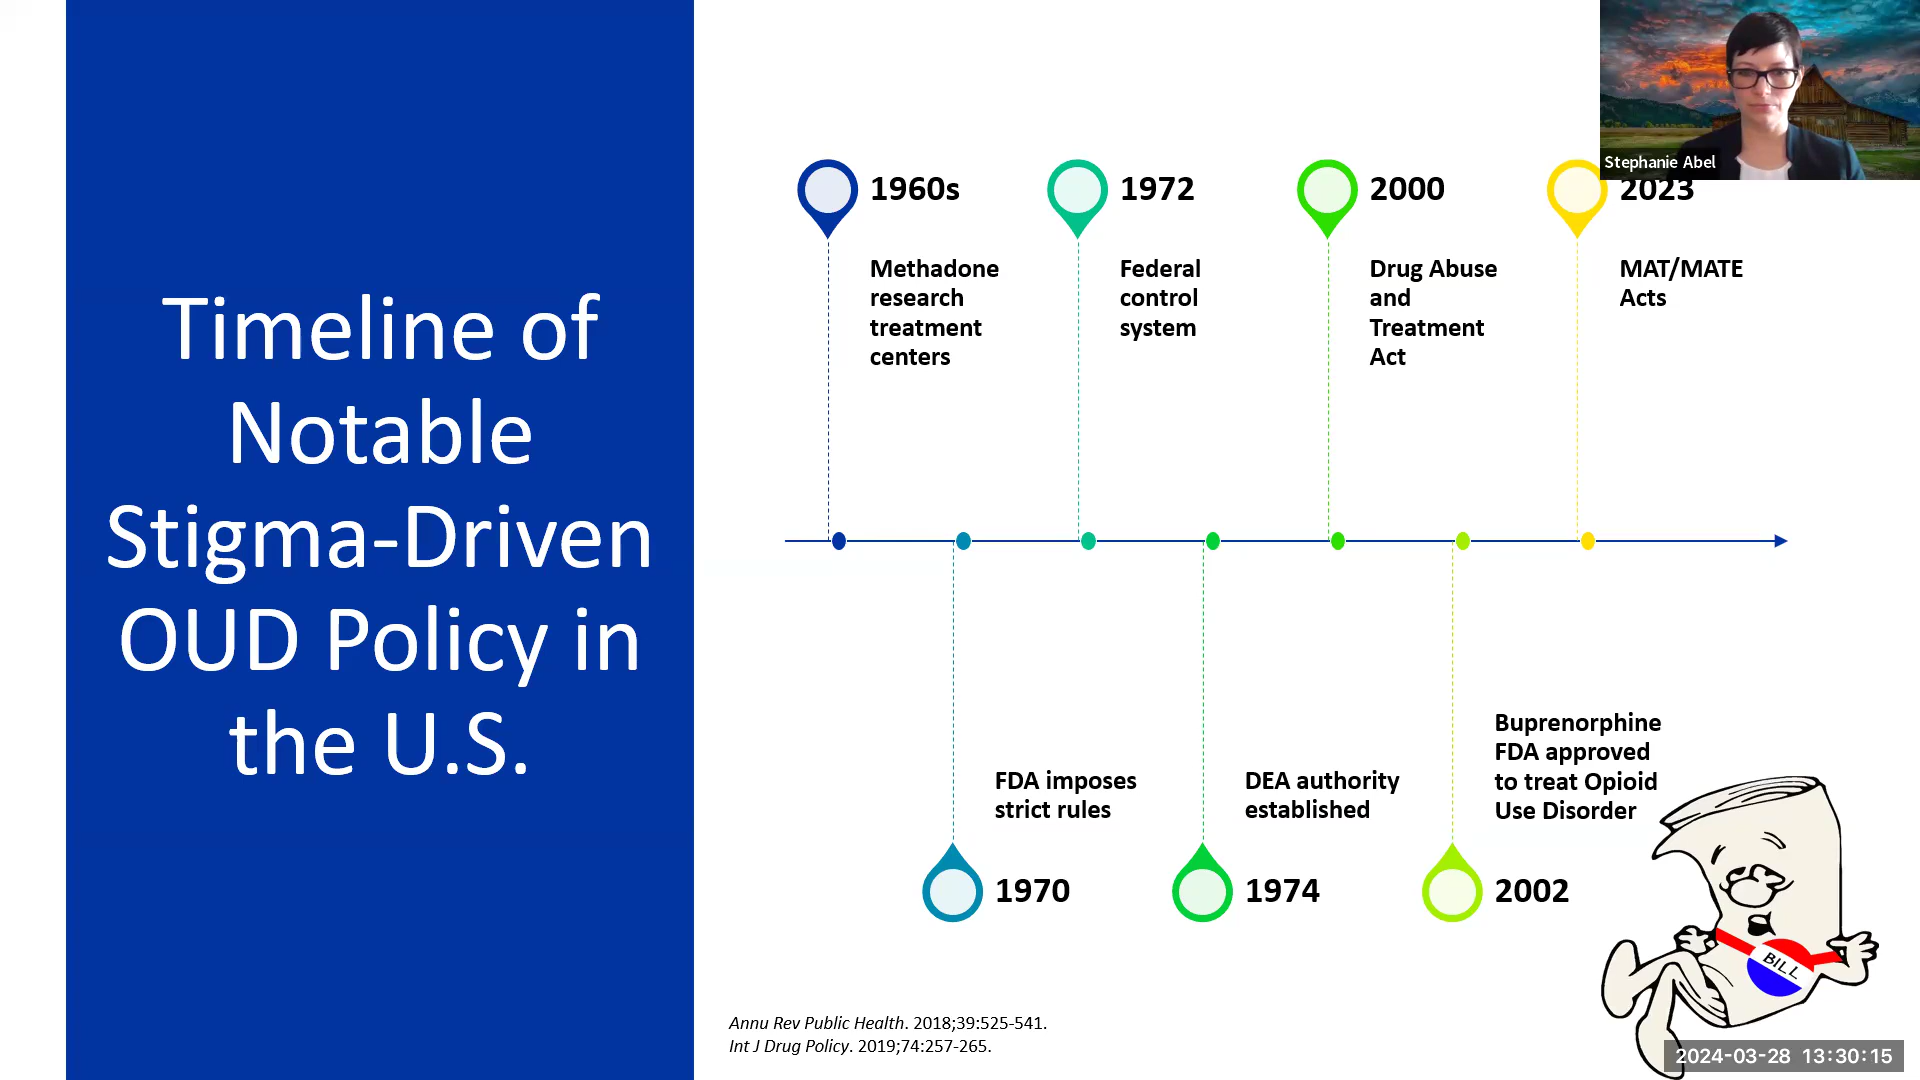 Timeline of
Notable
Stigma-Driven
OUD Policy in
the U.S.
1960s
Methadone
research
treatment
centers
1972
Federal
control
system
2000
Drug Abuse
and
Treatment
Act
2023
MAT/MATE
Acts
FDA imposes
strict rules
1970
DEA authority
established
1974
Buprenorphine
FDA approved
to treat Opioid
Use Disorder
2002
BILL
Annu Rev Public Health. 2018;39:525-541.
Int J Drug Policy. 2019;74:257-265.
Stephanie Abel
2024-03-28 13:30:15